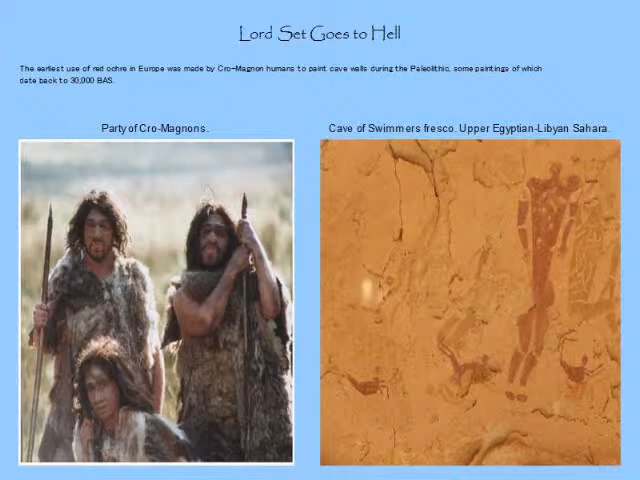 Lord Set Goes to Hell
The earliest use of red ochre in Europe was made by Cro-Magnon humans to paint cave walls during the Paleolithic, some paintings of which
date back to 30,000 BAS.
Party of Cro-Magnons.
Cave of Swimmers fresco. Upper Egyptian-Libyan Sahara.